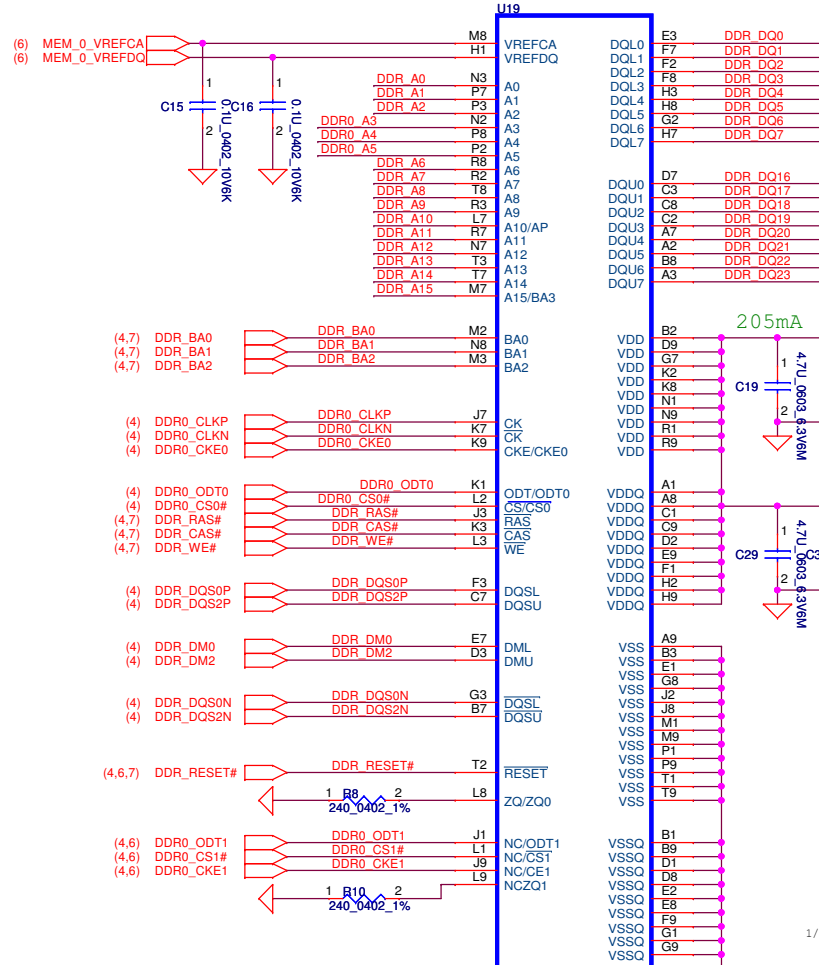 U19
(6) MEM_0_VREFCA M8 VREFCA DQL0 E3 DDR_DQ0
(6) MEM_0_VREFDQ H1 VREFDQ DQL1 F7 DDR_DQ1
DQL2 F2 DDR_DQ2
DDR_A0 N3 A0 DQL3 F8 DDR_DQ3
DDR_A1 P7 A1 DQL4 H3 DDR_DQ4
DDR_A2 P3 A2 DQL5 H8 DDR_DQ5
DDR0_A3 N2 A3 DQL6 G2 DDR_DQ6
DDR0_A4 P8 A4 DQL7 H7 DDR_DQ7
DDR0_A5 P2 A5
1 C15 2 0.1U_0402_10V6K
1 C16 2 0.1U_0402_10V6K
DDR_A6 R8 A6
DDR_A7 R2 A7 DQU0 D7 DDR_DQ16
DDR_A8 T8 A8 DQU1 C3 DDR_DQ17
DDR_A9 R3 A9 DQU2 C8 DDR_DQ18
DDR_A10 L7 A10/AP DQU3 C2 DDR_DQ19
DDR_A11 R7 A11 DQU4 A7 DDR_DQ20
DDR_A12 N7 A12 DQU5 A2 DDR_DQ21
DDR_A13 T3 A13 DQU6 B8 DDR_DQ22
DDR_A14 T7 A14 DQU7 A3 DDR_DQ23
DDR_A15 M7 A15/BA3
205mA
(4,7) DDR_BA0 DDR_BA0 M2 BA0 VDD B2
(4,7) DDR_BA1 DDR_BA1 N8 BA1 VDD D9
(4,7) DDR_BA2 DDR_BA2 M3 BA2 VDD G7
VDD K2
VDD K8
1 C19 2 4.7U_0603_6.3V6M
VDD N1
(4) DDR0_CLKP DDR0_CLKP J7 CK VDD N9
(4) DDR0_CLKN DDR0_CLKN K7 CK VDD R1
(4) DDR0_CKE0 DDR0_CKE0 K9 CKE/CKE0 VDD R9
(4) DDR0_ODT0 DDR0_ODT0 K1 ODT/ODT0 VDDQ A1
(4) DDR0_CS0# DDR0_CS0# L2 CS/CS0 VDDQ A8
(4,7) DDR_RAS# DDR_RAS# J3 RAS VDDQ C1
(4,7) DDR_CAS# DDR_CAS# K3 CAS VDDQ C9
(4,7) DDR_WE# DDR_WE# L3 WE VDDQ D2
VDDQ E9
1 C29 2 4.7U_0603_6.3V6M C3
VDDQ F1
(4) DDR_DQS0P DDR_DQS0P F3 DQSL VDDQ H2
(4) DDR_DQS2P DDR_DQS2P C7 DQSU VDDQ H9
(4) DDR_DM0 DDR_DM0 E7 DML VSS A9
(4) DDR_DM2 DDR_DM2 D3 DMU VSS B3
VSS E1
VSS G8
(4) DDR_DQS0N DDR_DQS0N G3 DQSL VSS J2
(4) DDR_DQS2N DDR_DQS2N B7 DQSU VSS J8
VSS M1
VSS M9
VSS P1
(4,6,7) DDR_RESET# DDR_RESET# T2 RESET VSS P9
VSS T1
1 R8 2 L8 ZQ/ZQ0 VSS T9
240_0402_1%
(4,6) DDR0_ODT1 DDR0_ODT1 J1 NC/ODT1 VSSQ B1
(4,6) DDR0_CS1# DDR0_CS1# L1 NC/CS1 VSSQ B9
(4,6) DDR0_CKE1 DDR0_CKE1 J9 NC/CE1 VSSQ D1
L9 NCZQ1 VSSQ D8
1 R10 2 VSSQ E2
240_0402_1%
VSSQ E8
VSSQ F9
VSSQ G1
VSSQ G9
1/